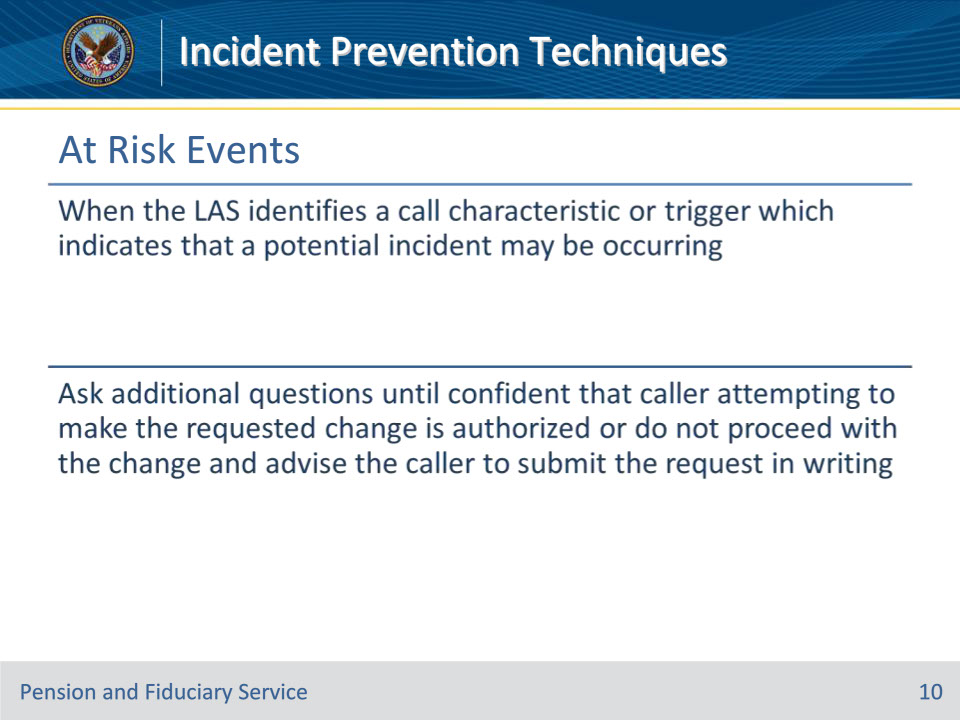 Incident Prevention Techniques
At Risk Events
When the LAS identifies a call characteristic or trigger which
indicates that a potential incident may be occurring
Ask additional questions until confident that caller attempting to
make the requested change is authorized or do not proceed with
the change and advise the caller to submit the request in writing
Pension and Fiduciary Service
10